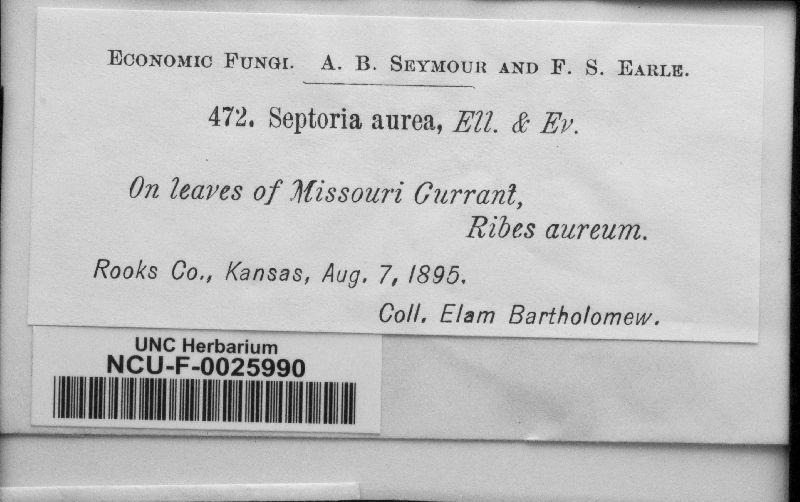 Economic Fungi. A. B. Seymour and F. S. Earle.
472. Septoria aurea, Ell. & Ev.
On leaves of Missouri Currant,
Ribes aureum.
Rooks Co., Kansas, Aug. 7, 1895.
Coll. Elam Bartholomew.
UNC Herbarium
NCU-F-0025990